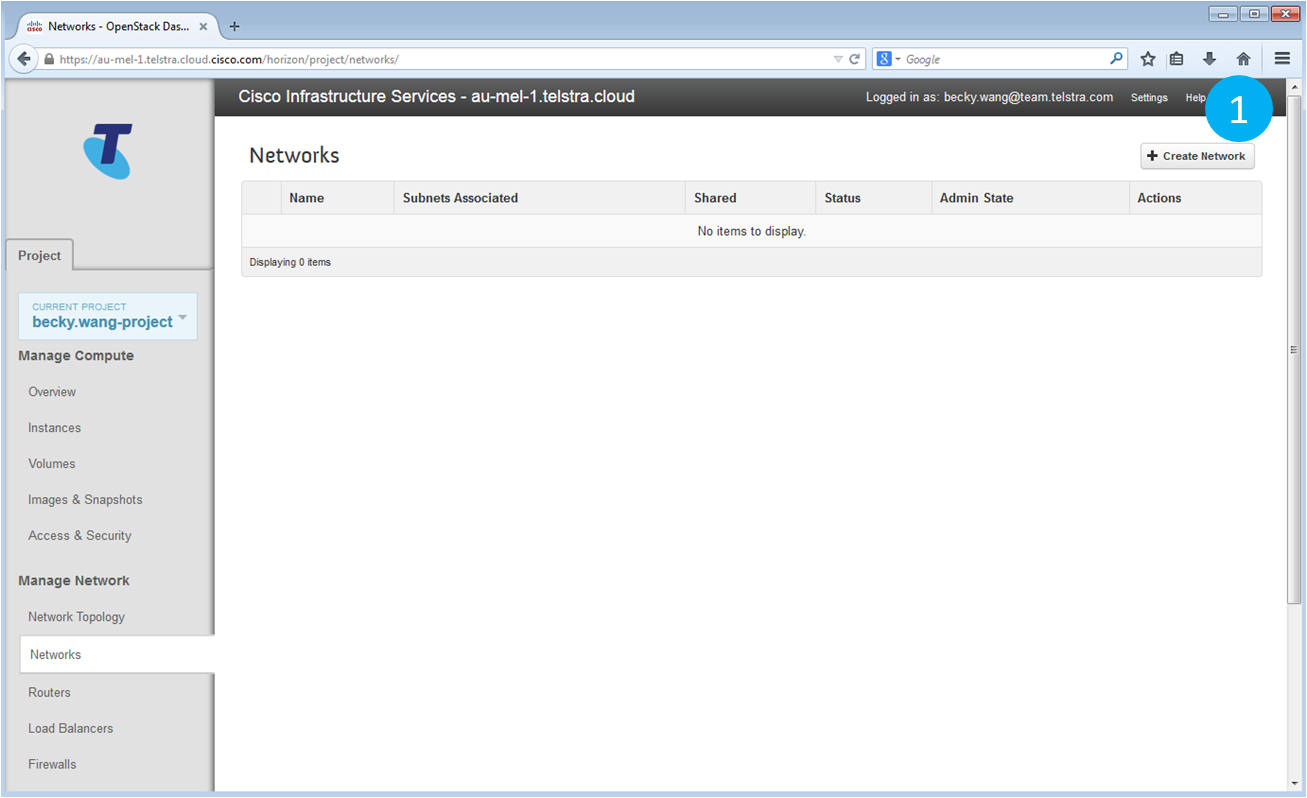 Networks - OpenStack Das...
https://au-mel-1.telstra.cloud.cisco.com/horizon/project/networks/
Google
Cisco Infrastructure Services - au-mel-1.telstra.cloud
Logged in as: becky.wang@team.telstra.com Settings Help
1
Networks
+ Create Network
Name Subnets Associated Shared Status Admin State Actions
No items to display.
Displaying 0 items
Project
CURRENT PROJECT
becky.wang-project
Manage Compute
Overview
Instances
Volumes
Images & Snapshots
Access & Security
Manage Network
Network Topology
Networks
Routers
Load Balancers
Firewalls